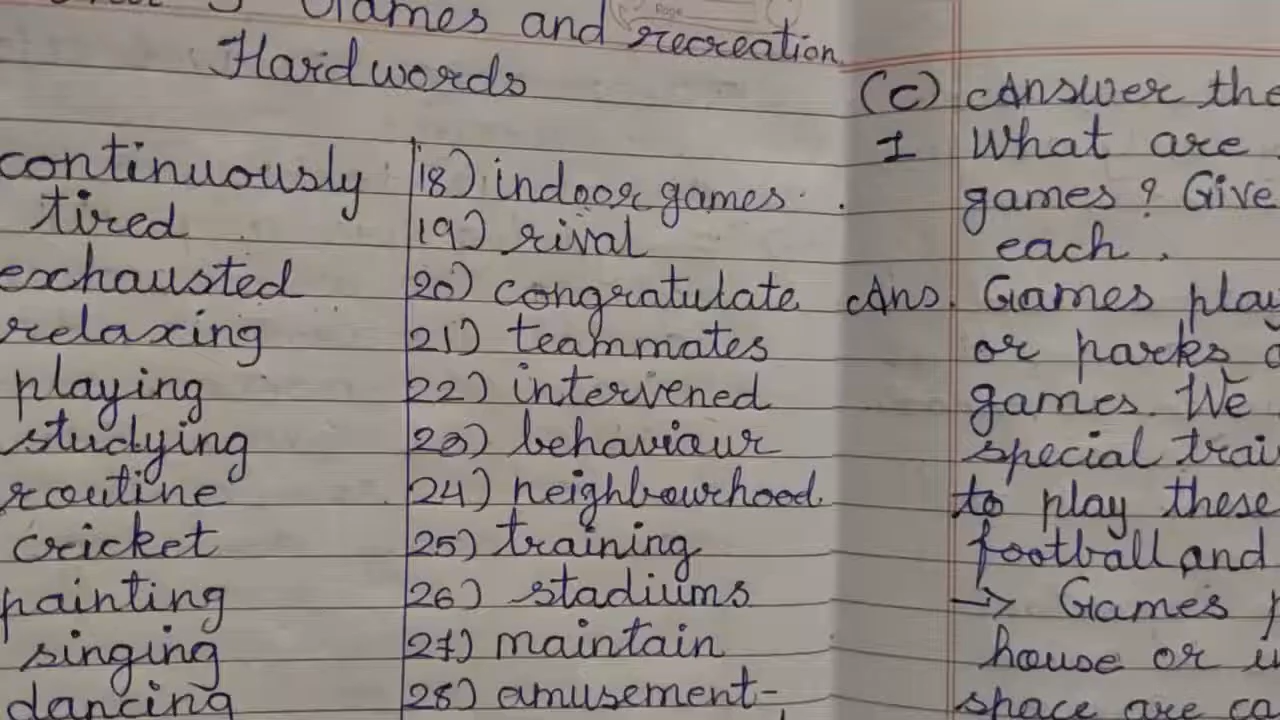 Games and recreation
Hardwords
continuously
tired
exhausted
relaxing
playing
studying
routine
cricket
painting
singing
dancing
18) indoor games
19) rival
20) congratulate
21) teammates
22) intervened
23) behaviour
24) neighbourhood
25) training
26) stadiums
27) maintain
28) amusement-
(C) Answer the
1 What are
games? Give
each.
Ans. Games play
or parks
games. We
special trai
to play these
football and
→ Games
house or
space are ca